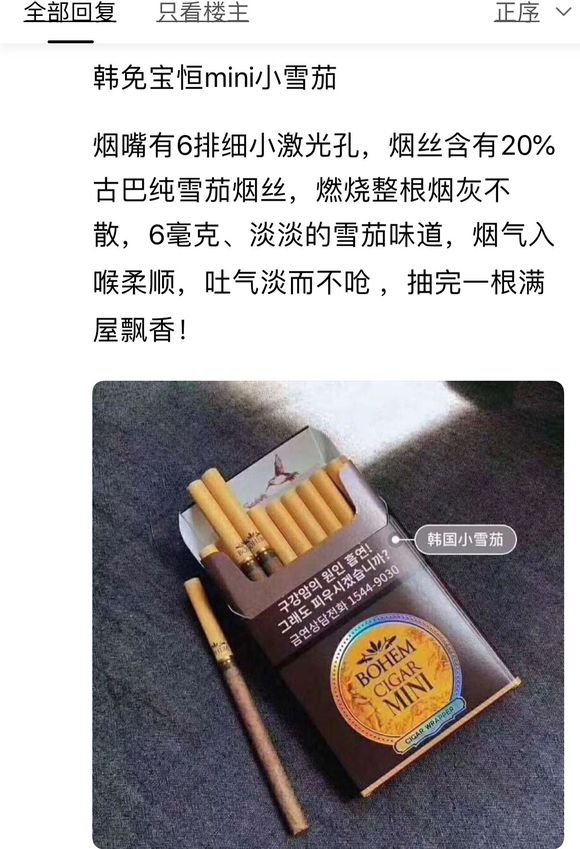 全部回复 只看楼主 正序
韩免宝恒mini小雪茄
烟嘴有6排细小激光孔，烟丝含有20%
古巴纯雪茄烟丝，燃烧整根烟灰不
散，6毫克、淡淡的雪茄味道，烟气入
喉柔顺，吐气淡而不呛 ，抽完一根满
屋飘香！
韩国小雪茄
구강암의 원인 흡연!
그래도 피우시겠습니까?
금연상담전화 1544-9030
BOHEM
CIGAR
MINI
CIGAR WRAPPER